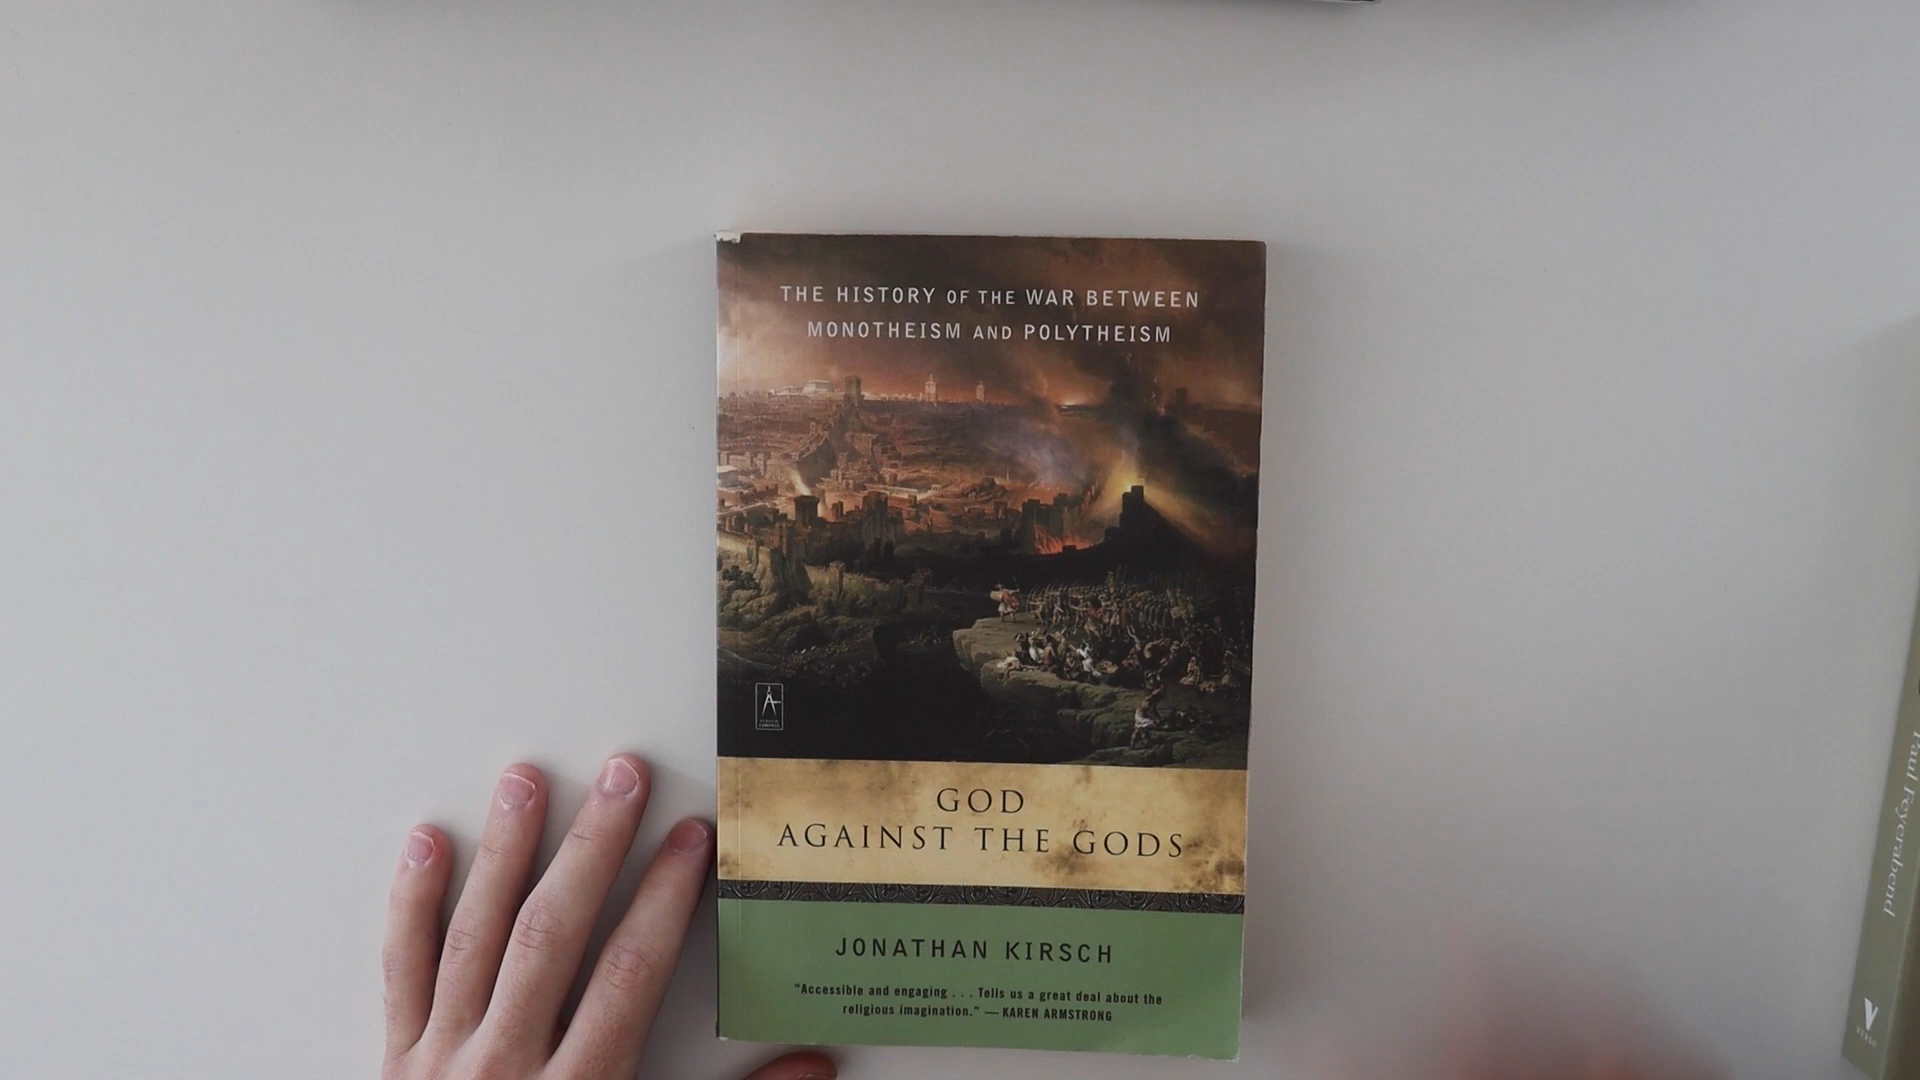 THE HISTORY OF THE WAR BETWEEN
MONOTHEISM AND POLYTHEISM
GOD
AGAINST THE GODS
JONATHAN KIRSCH
"Accessible and engaging . . . Tells us a great deal about the
religious imagination." — KAREN ARMSTRONG
Paul Feyerabend
V
VERSO